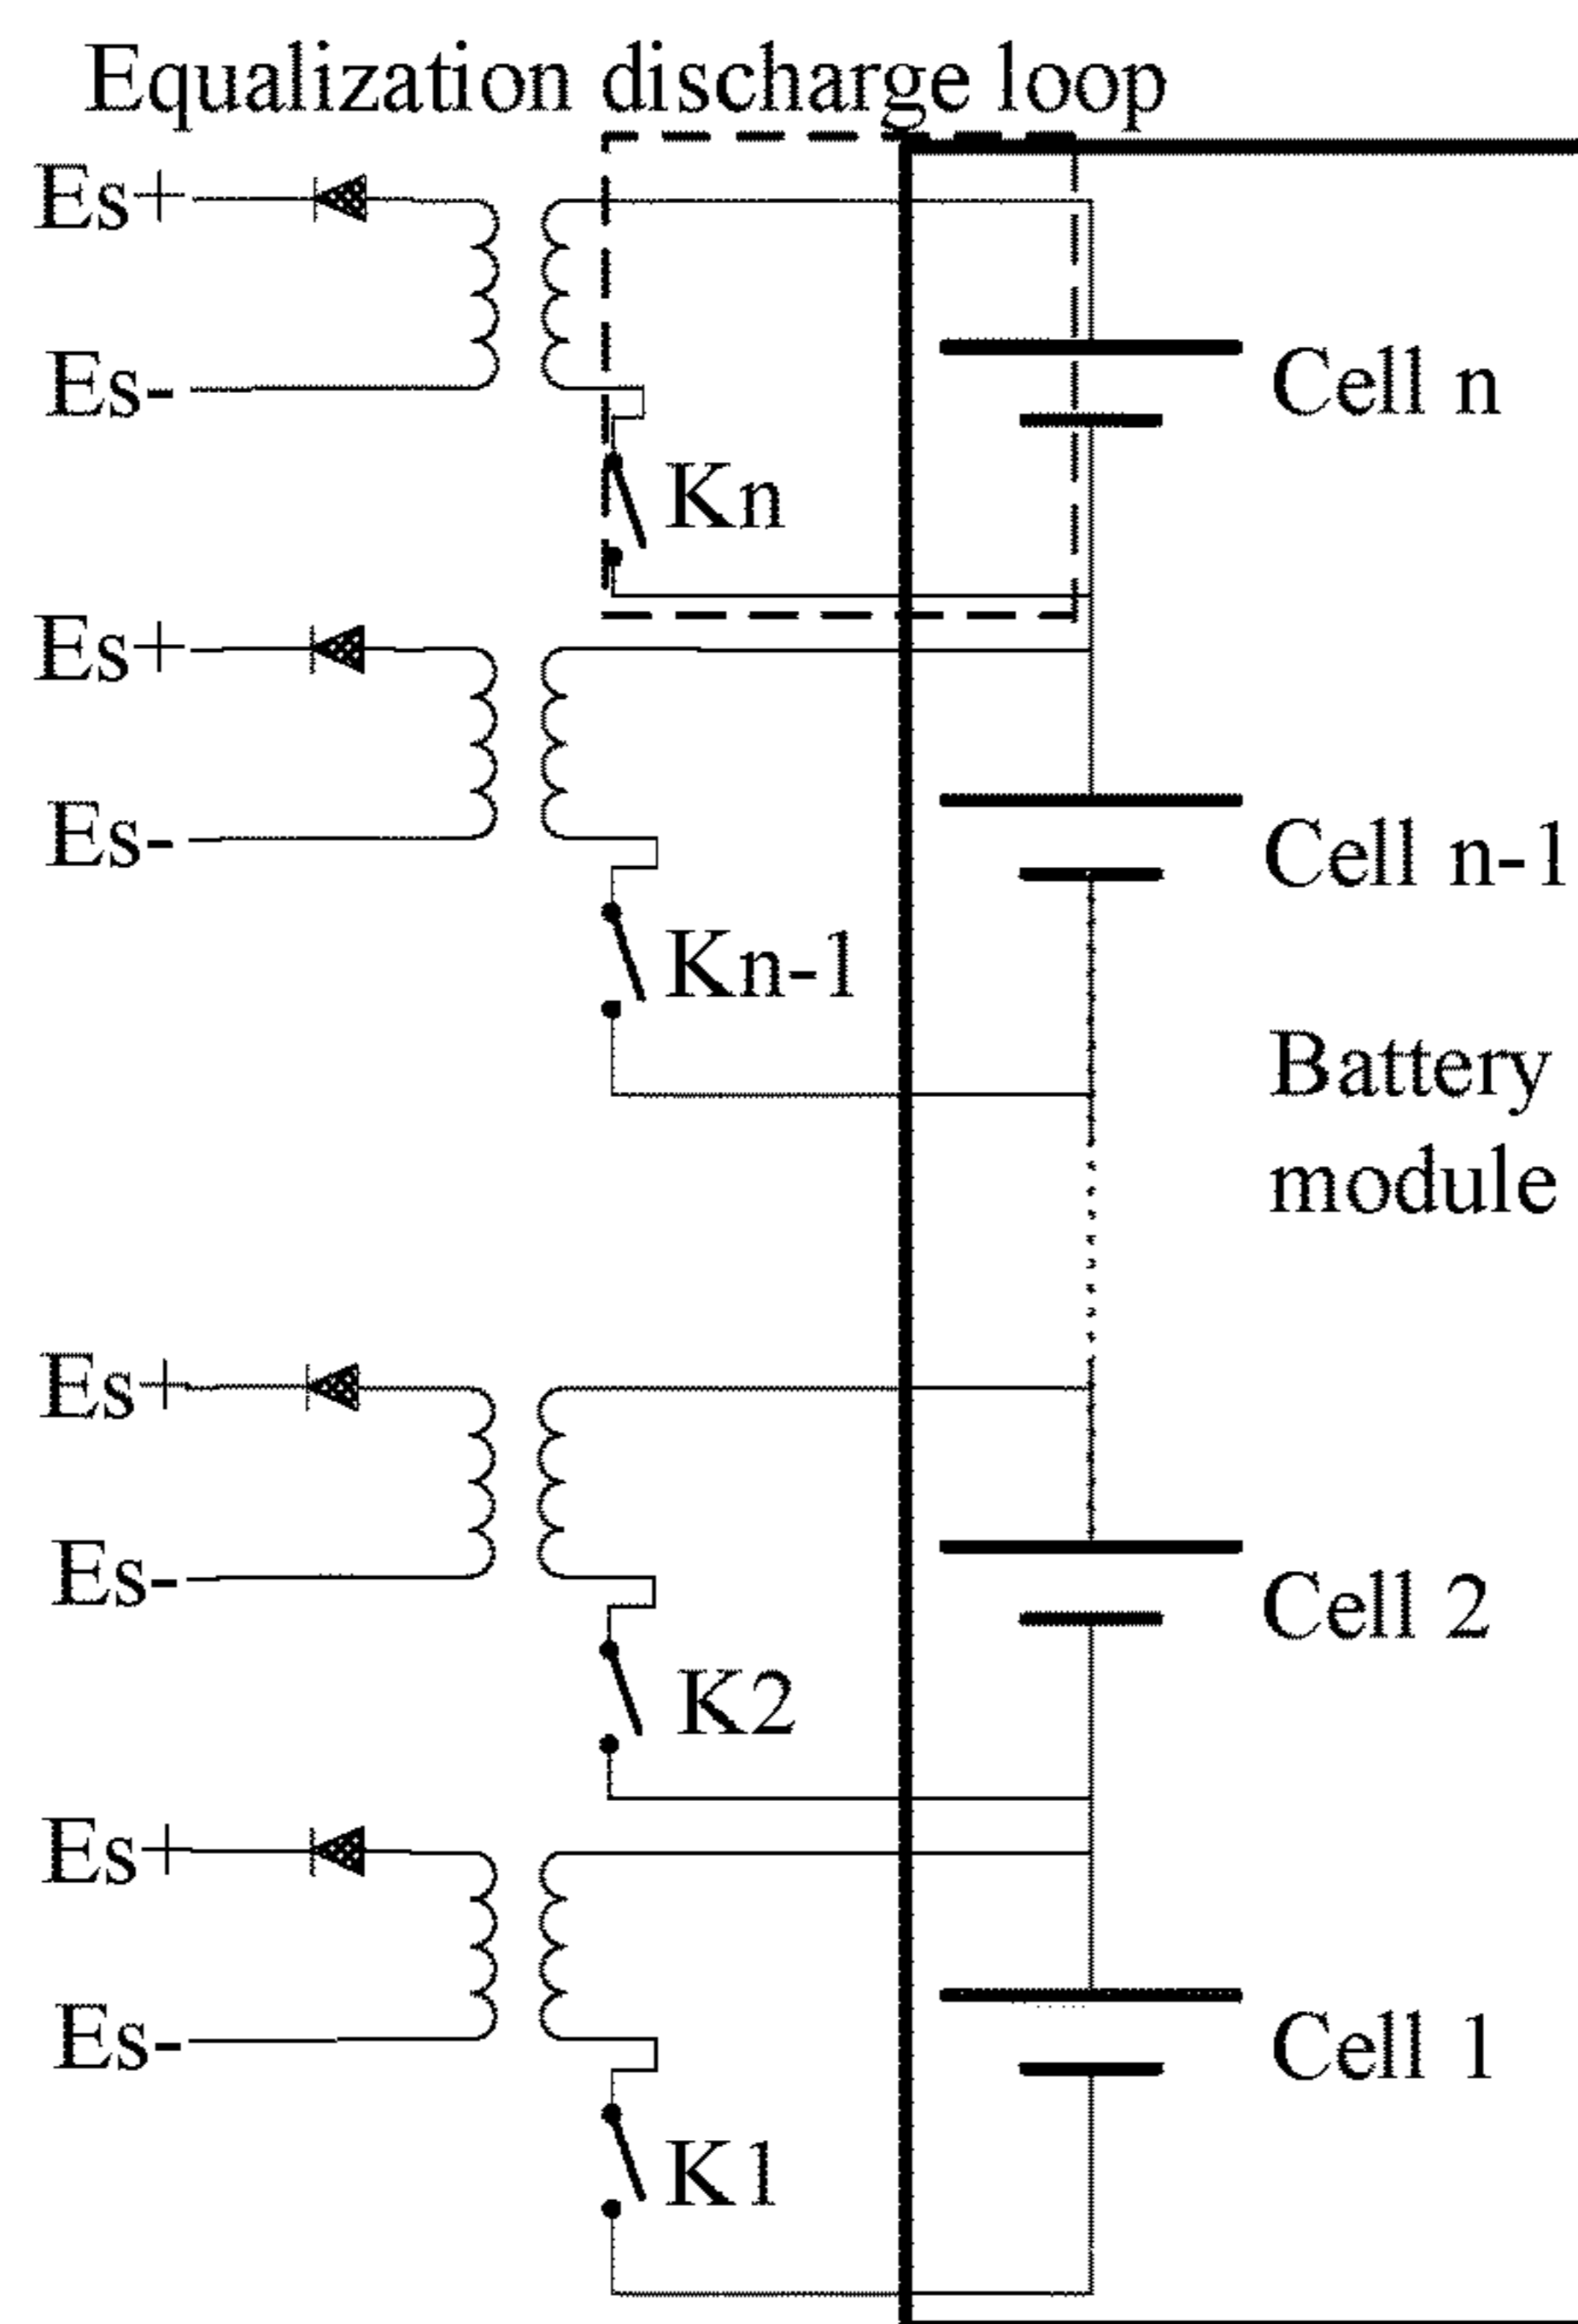 Equalization discharge loop
Es+
Es-
Cell n
Kn
Es+
Es-
Cell n-1
Kn-1
Battery
module
Es+
Es-
Cell 2
K2
Es+
Es-
Cell 1
K1